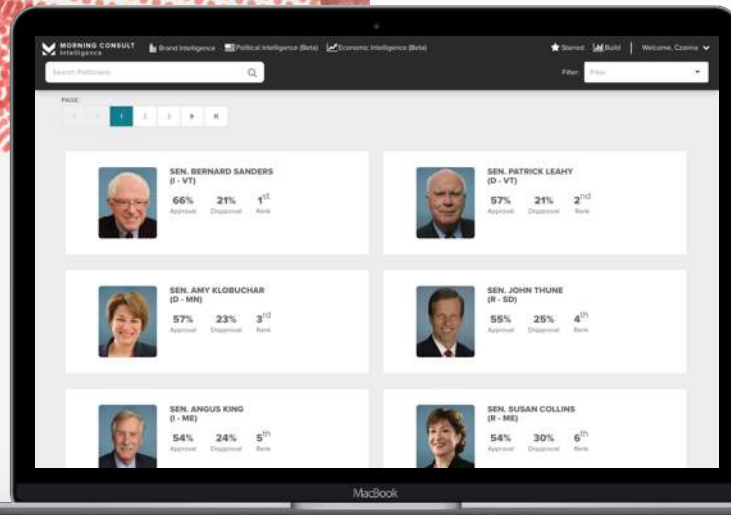 MORNING CONSULT
Intelligence
Brand Intelligence
Political Intelligence (Beta)
Economic Intelligence (Beta)
Starred
Build
Welcome, Czarina
Search Politicians
Filter:
PAGE:
1 2 3
SEN. BERNARD SANDERS
(I - VT)
66% 21% 1st
Approval Disapproval Rank
SEN. PATRICK LEAHY
(D - VT)
57% 21% 2nd
Approval Disapproval Rank
SEN. AMY KLOBUCHAR
(D - MN)
57% 23% 3rd
Approval Disapproval Rank
SEN. JOHN THUNE
(R - SD)
55% 25% 4th
Approval Disapproval Rank
SEN. ANGUS KING
(I - ME)
54% 24% 5th
Approval Disapproval Rank
SEN. SUSAN COLLINS
(R - ME)
54% 30% 6th
Approval Disapproval Rank
MacBook